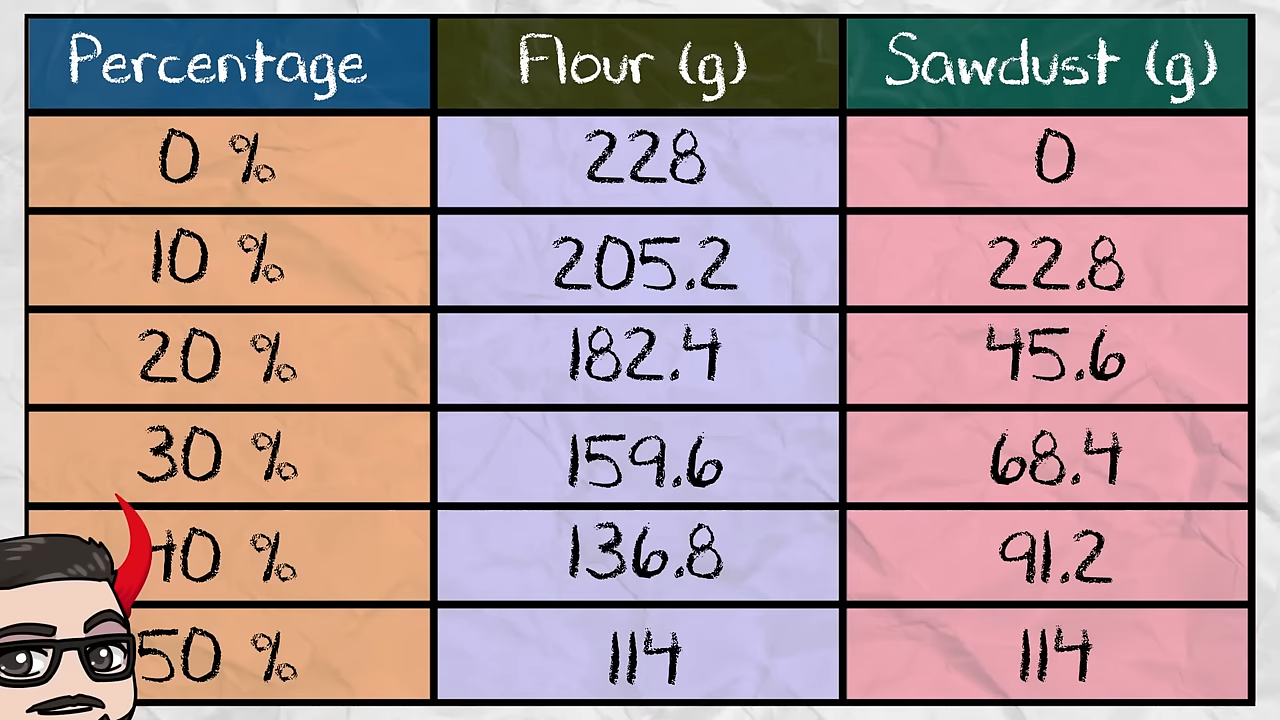 Percentage Flour (g) Sawdust (g)
0 % 228 0
10 % 205.2 22.8
20 % 182.4 45.6
30 % 159.6 68.4
40 % 136.8 91.2
50 % 114 114